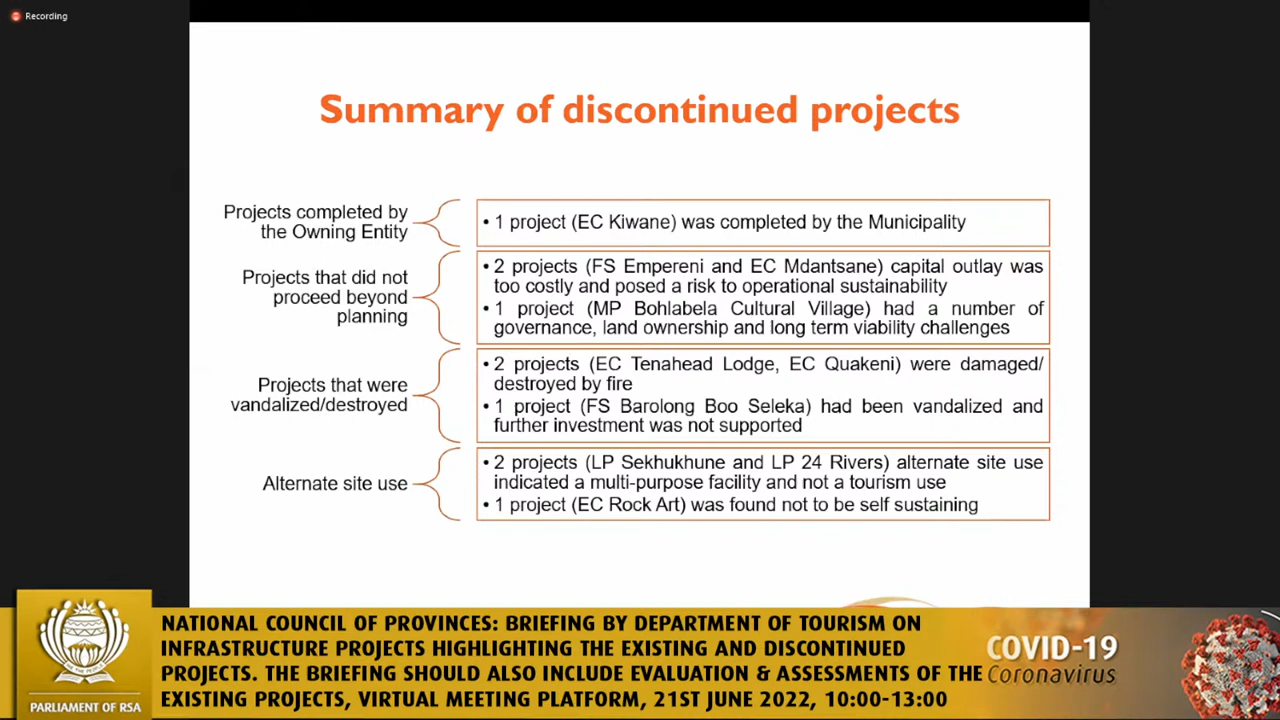 Recording
Summary of discontinued projects
Projects completed by
the Owning Entity
• 1 project (EC Kiwane) was completed by the Municipality
Projects that did not
proceed beyond
planning
• 2 projects (FS Empereni and EC Mdantsane) capital outlay was
too costly and posed a risk to operational sustainability
• 1 project (MP Bohlabela Cultural Village) had a number of
governance, land ownership and long term viability challenges
Projects that were
vandalized/destroyed
• 2 projects (EC Tenahead Lodge, EC Quakeni) were damaged/
destroyed by fire
• 1 project (FS Barolong Boo Seleka) had been vandalized and
further investment was not supported
Alternate site use
• 2 projects (LP Sekhukhune and LP 24 Rivers) alternate site use
indicated a multi-purpose facility and not a tourism use
• 1 project (EC Rock Art) was found not to be self sustaining
PARLIAMENT OF RSA
NATIONAL COUNCIL OF PROVINCES: BRIEFING BY DEPARTMENT OF TOURISM ON
INFRASTRUCTURE PROJECTS HIGHLIGHTING THE EXISTING AND DISCONTINUED
PROJECTS. THE BRIEFING SHOULD ALSO INCLUDE EVALUATION & ASSESSMENTS OF THE
EXISTING PROJECTS, VIRTUAL MEETING PLATFORM, 21ST JUNE 2022, 10:00-13:00
COVID-19
Coronavirus